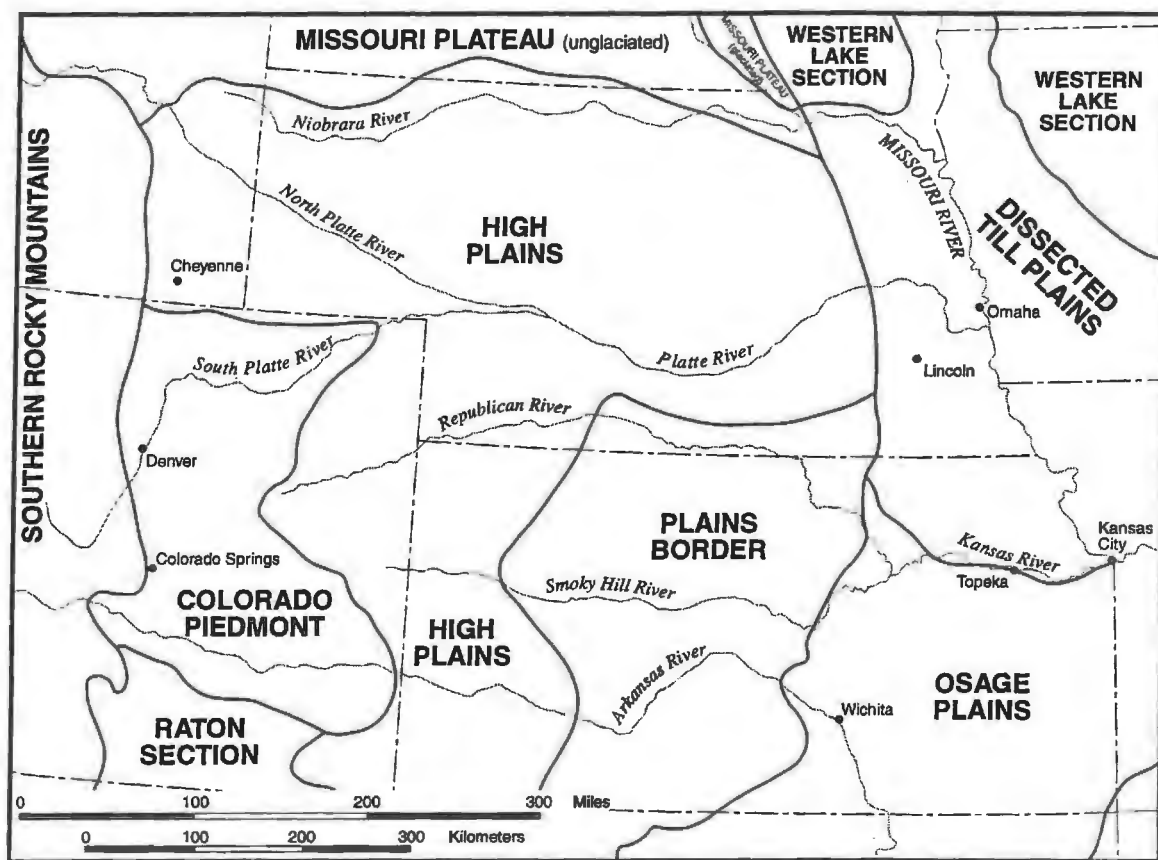 MISSOURI PLATEAU (unglaciated)
MISSOURI PLATEAU
(glaciated)
WESTERN
LAKE
SECTION
WESTERN
LAKE
SECTION
Niobrara River
MISSOURI RIVER
SOUTHERN ROCKY MOUNTAINS
North Platte River
HIGH
PLAINS
DISSECTED
TILL PLAINS
Cheyenne
Omaha
South Platte River
Platte River
Lincoln
Republican River
Denver
PLAINS
BORDER
Kansas
City
Kansas River
Topeka
Colorado Springs
Smoky Hill River
COLORADO
PIEDMONT
HIGH
PLAINS
Arkansas River
OSAGE
PLAINS
Wichita
RATON
SECTION
0 100 200 300 Miles
0 100 200 300 Kilometers